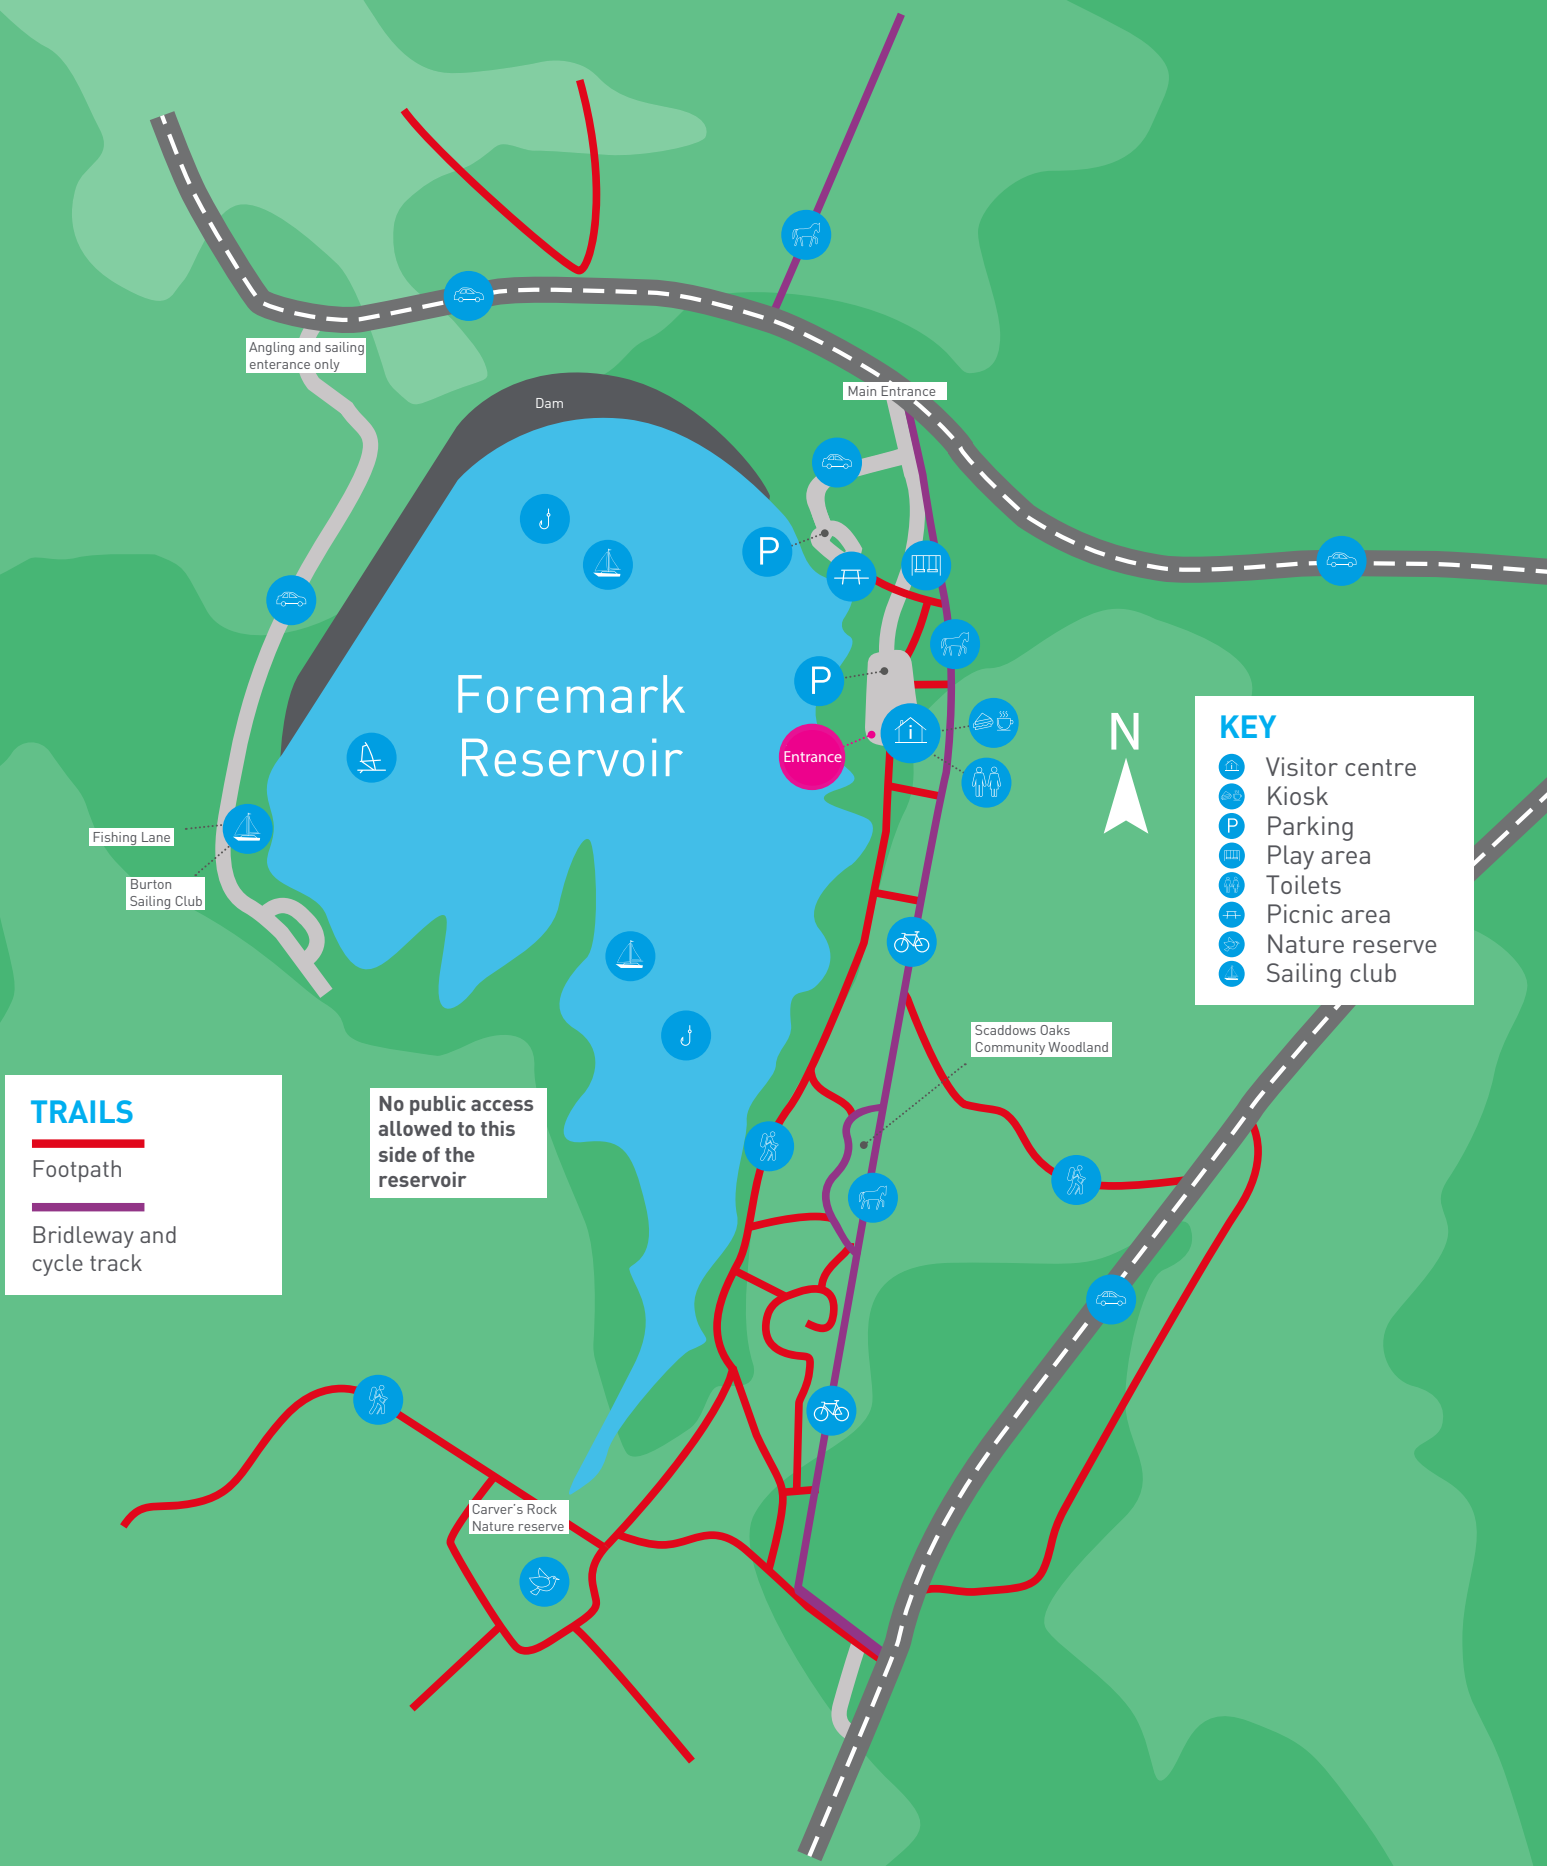 Angling and sailing
enterance only
Main Entrance
Dam
P
Foremark
Reservoir
P
Entrance
N
KEY
Visitor centre
Kiosk
P Parking
Play area
Toilets
Picnic area
Nature reserve
Sailing club
Fishing Lane
Burton
Sailing Club
Scaddows Oaks
Community Woodland
TRAILS
Footpath
Bridleway and
cycle track
No public access
allowed to this
side of the
reservoir
Carver's Rock
Nature reserve